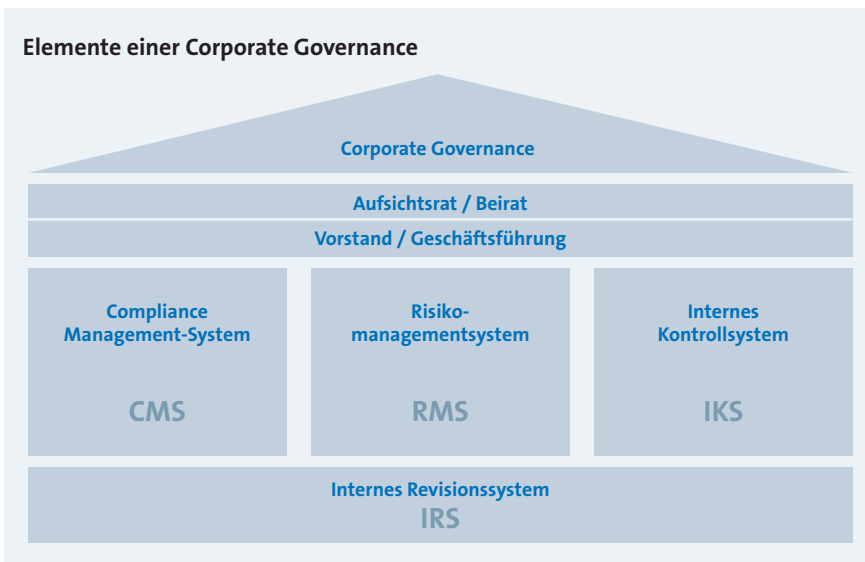 Elemente einer Corporate Governance
Corporate Governance
Aufsichtsrat / Beirat
Vorstand / Geschäftsführung
Compliance
Management-System
CMS
Risiko-
managementsystem
RMS
Internes
Kontrollsystem
IKS
Internes Revisionssystem
IRS